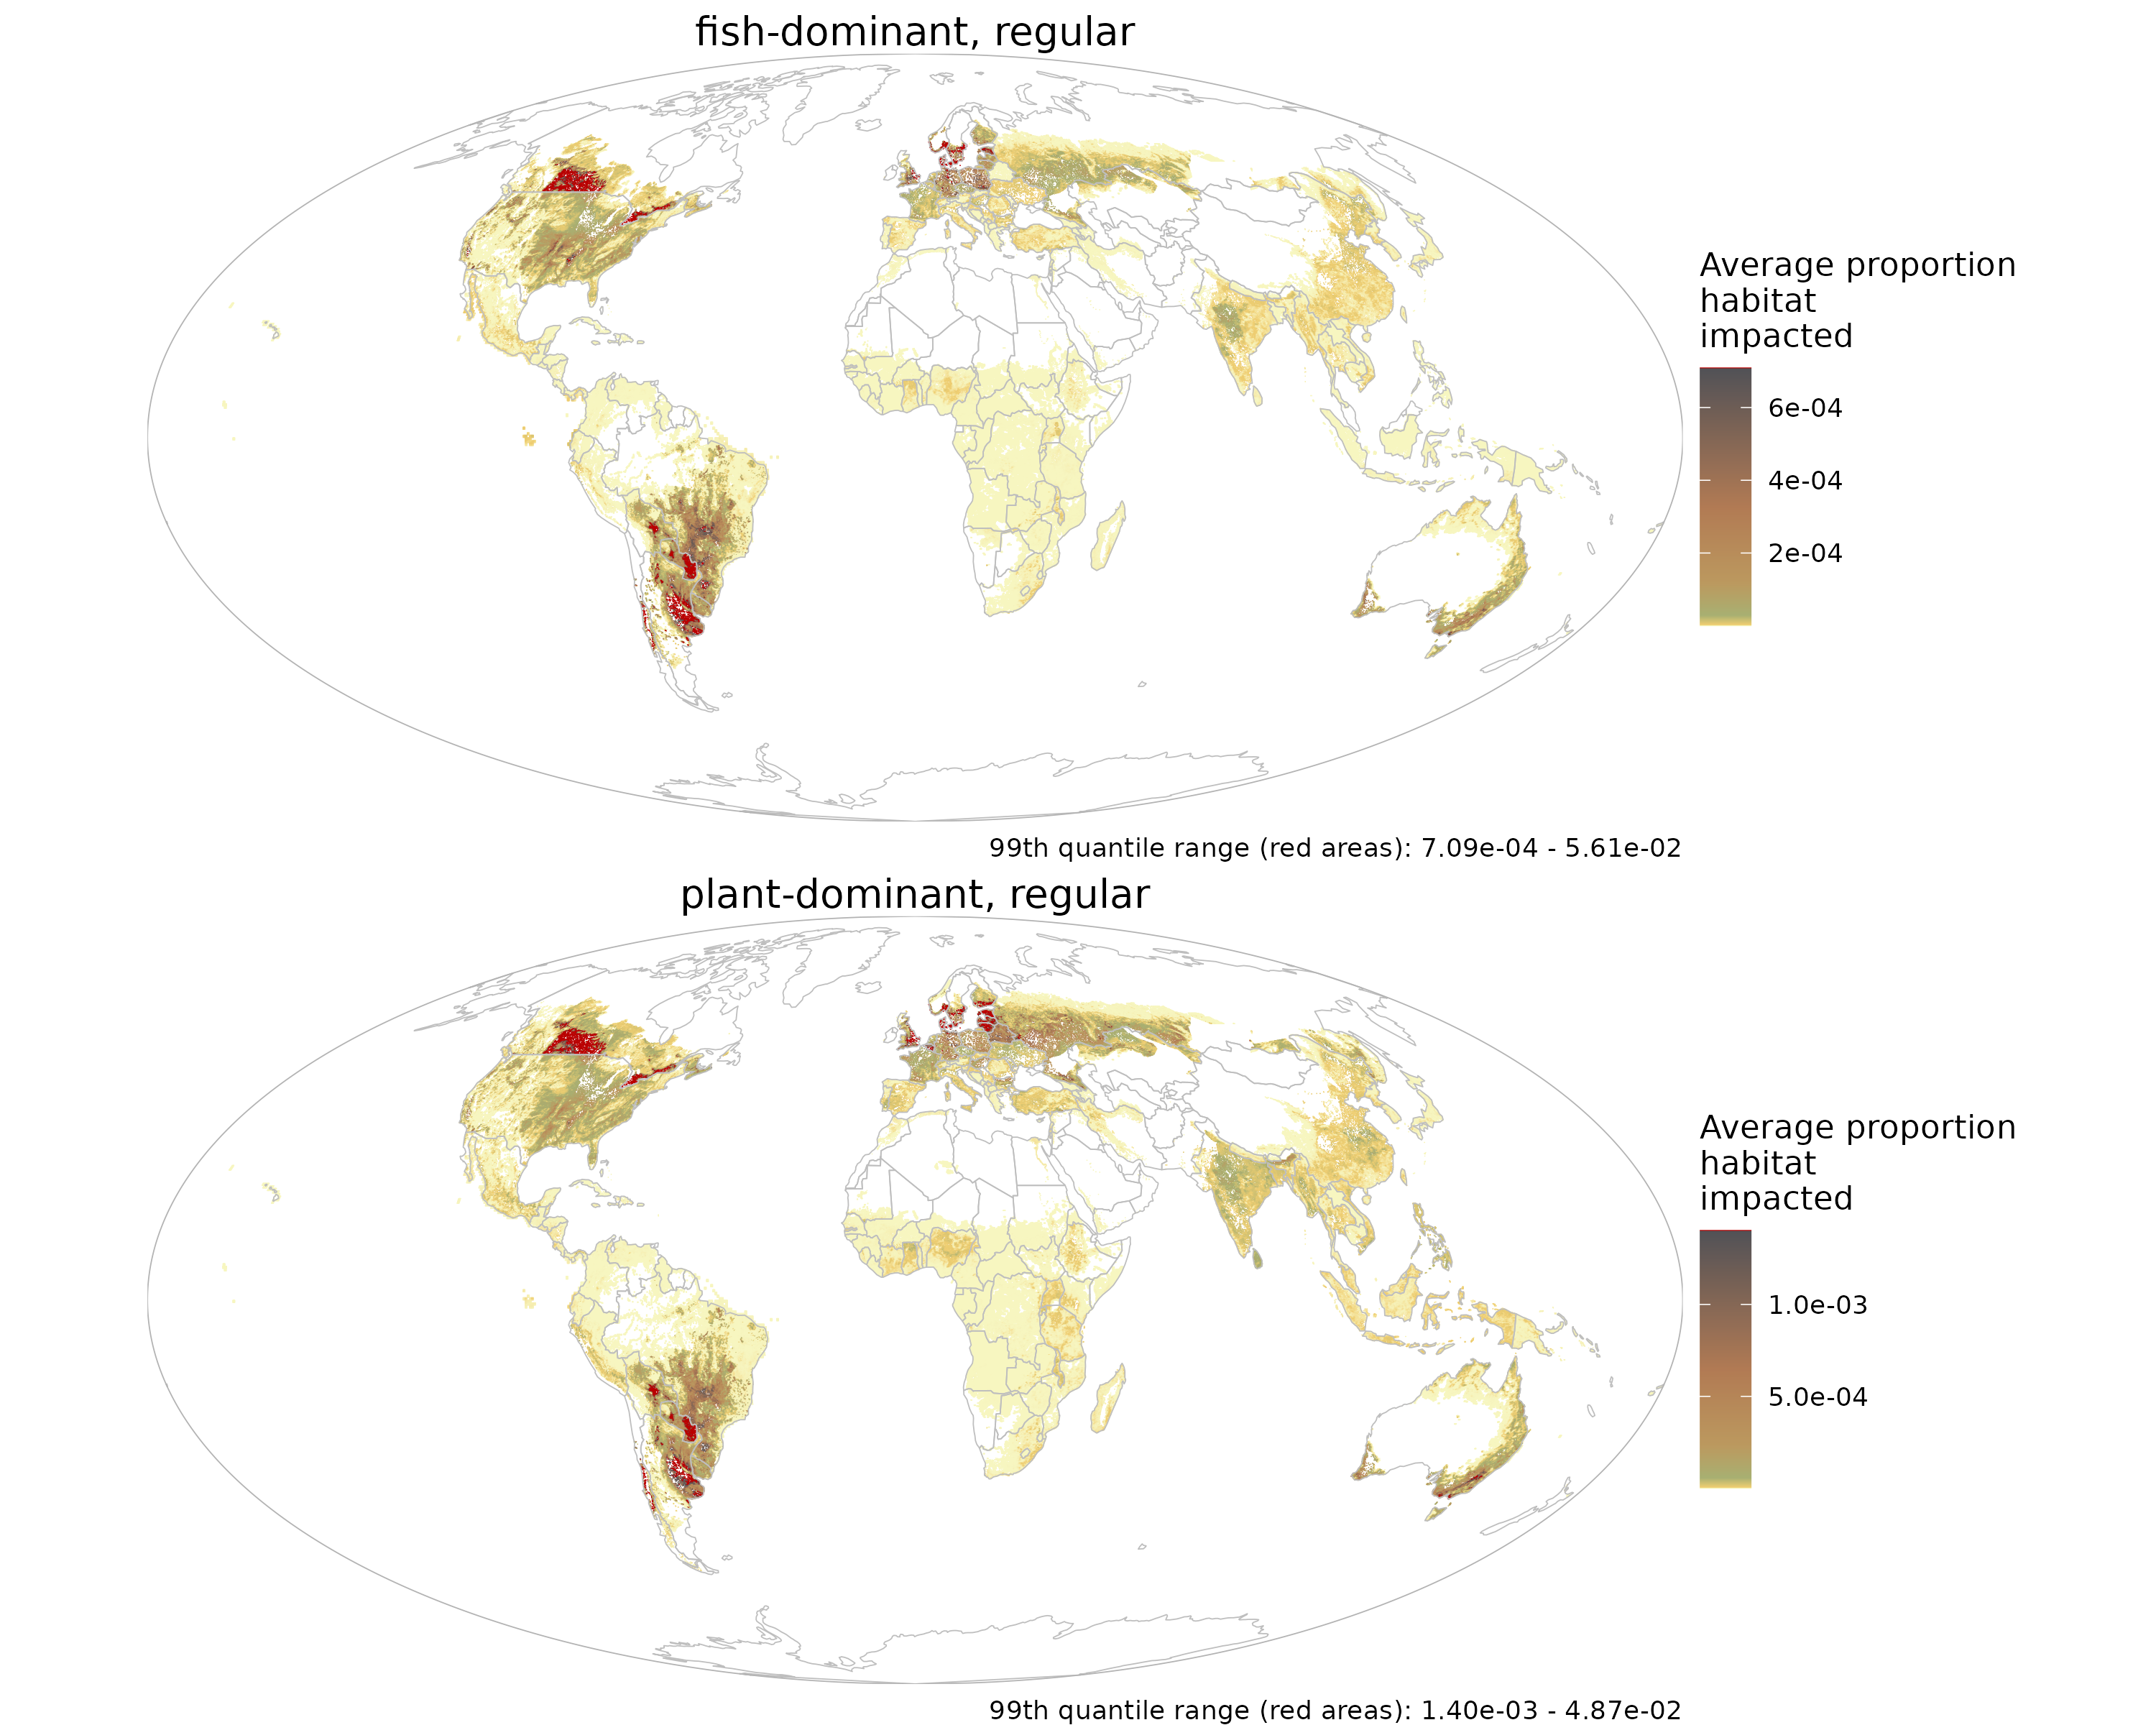 fish-dominant, regular
Average proportion
habitat
impacted
6e-04
4e-04
2e-04
99th quantile range (red areas): 7.09e-04 - 5.61e-02
plant-dominant, regular
Average proportion
habitat
impacted
1.0e-03
5.0e-04
99th quantile range (red areas): 1.40e-03 - 4.87e-02